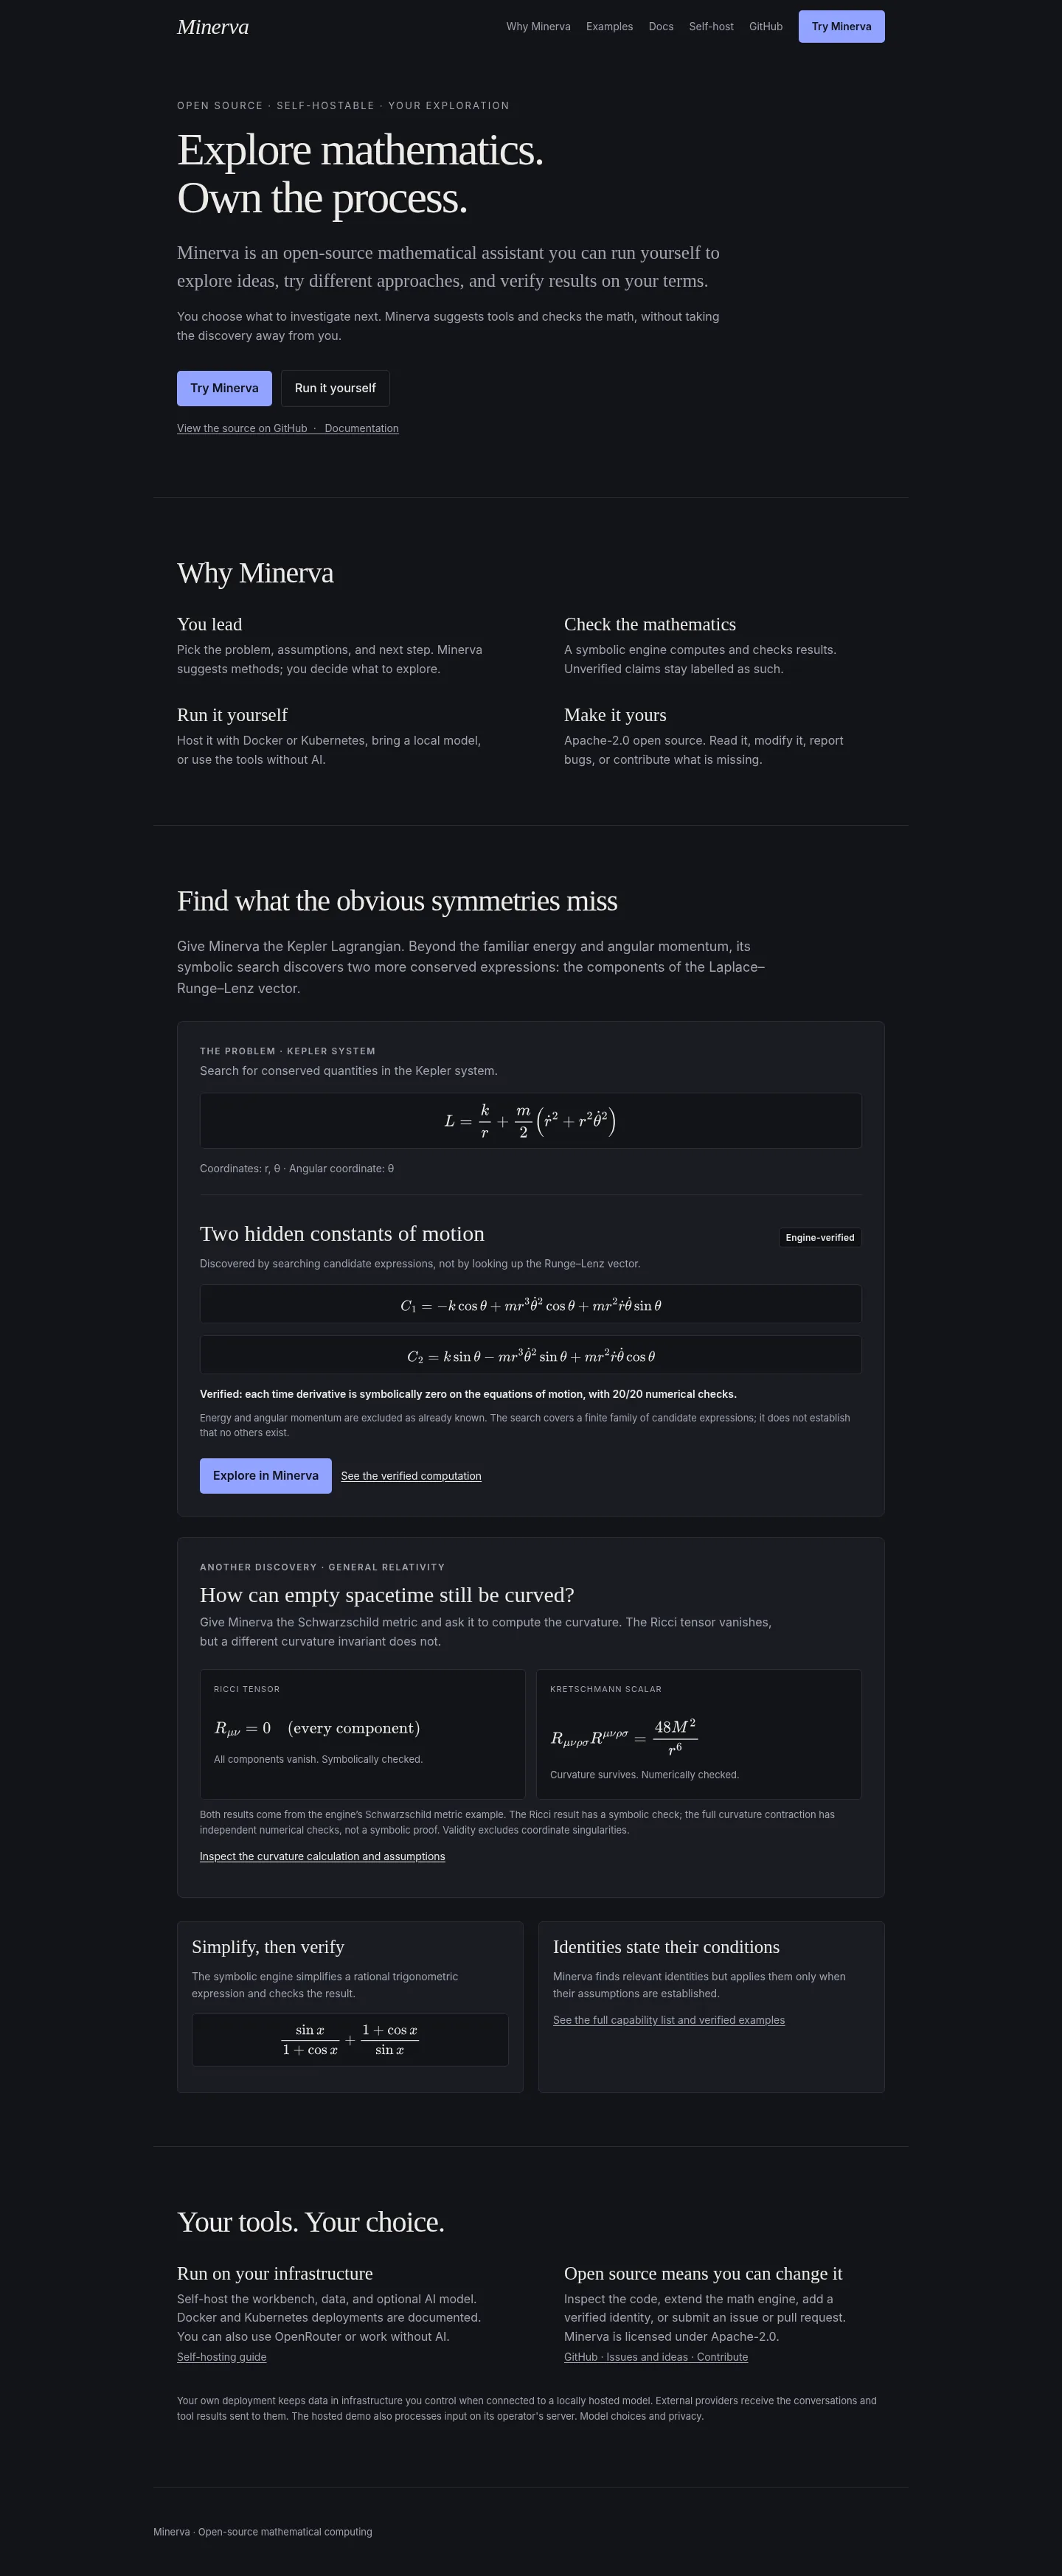 Minerva
Why Minerva Examples Docs Self-host GitHub Try Minerva
OPEN SOURCE · SELF-HOSTABLE · YOUR EXPLORATION
Explore mathematics.
Own the process.
Minerva is an open-source mathematical assistant you can run yourself to
explore ideas, try different approaches, and verify results on your terms.
You choose what to investigate next. Minerva suggests tools and checks the math, without taking
the discovery away from you.
Try Minerva Run it yourself
View the source on GitHub · Documentation
Why Minerva
You lead
Pick the problem, assumptions, and next step. Minerva
suggests methods; you decide what to explore.
Check the mathematics
A symbolic engine computes and checks results.
Unverified claims stay labelled as such.
Run it yourself
Host it with Docker or Kubernetes, bring a local model,
or use the tools without AI.
Make it yours
Apache-2.0 open source. Read it, modify it, report
bugs, or contribute what is missing.
Find what the obvious symmetries miss
Give Minerva the Kepler Lagrangian. Beyond the familiar energy and angular momentum, its
symbolic search discovers two more conserved expressions: the components of the Laplace–
Runge–Lenz vector.
THE PROBLEM · KEPLER SYSTEM
Search for conserved quantities in the Kepler system.
L = k/r + m/2 (ṙ² + r²θ̇²)
Coordinates: r, θ · Angular coordinate: θ
Two hidden constants of motion
Engine-verified
Discovered by searching candidate expressions, not by looking up the Runge–Lenz vector.
C₁ = −k cos θ + mr³θ̇² cos θ + mr²ṙθ̇ sin θ
C₂ = k sin θ − mr³θ̇² sin θ + mr²ṙθ̇ cos θ
Verified: each time derivative is symbolically zero on the equations of motion, with 20/20 numerical checks.
Energy and angular momentum are excluded as already known. The search covers a finite family of candidate expressions; it does not establish
that no others exist.
Explore in Minerva See the verified computation
ANOTHER DISCOVERY · GENERAL RELATIVITY
How can empty spacetime still be curved?
Give Minerva the Schwarzschild metric and ask it to compute the curvature. The Ricci tensor vanishes,
but a different curvature invariant does not.
RICCI TENSOR
R_μν = 0 (every component)
All components vanish. Symbolically checked.
KRETSCHMANN SCALAR
R_μνρσ R^μνρσ = 48M²/r⁶
Curvature survives. Numerically checked.
Both results come from the engine's Schwarzschild metric example. The Ricci result has a symbolic check; the full curvature contraction has
independent numerical checks, not a symbolic proof. Validity excludes coordinate singularities.
Inspect the curvature calculation and assumptions
Simplify, then verify
The symbolic engine simplifies a rational trigonometric
expression and checks the result.
sin x / (1 + cos x) + (1 + cos x) / sin x
Identities state their conditions
Minerva finds relevant identities but applies them only when
their assumptions are established.
See the full capability list and verified examples
Your tools. Your choice.
Run on your infrastructure
Self-host the workbench, data, and optional AI model.
Docker and Kubernetes deployments are documented.
You can also use OpenRouter or work without AI.
Self-hosting guide
Open source means you can change it
Inspect the code, extend the math engine, add a
verified identity, or submit an issue or pull request.
Minerva is licensed under Apache-2.0.
GitHub · Issues and ideas · Contribute
Your own deployment keeps data in infrastructure you control when connected to a locally hosted model. External providers receive the conversations and
tool results sent to them. The hosted demo also processes input on its operator's server. Model choices and privacy.
Minerva · Open-source mathematical computing